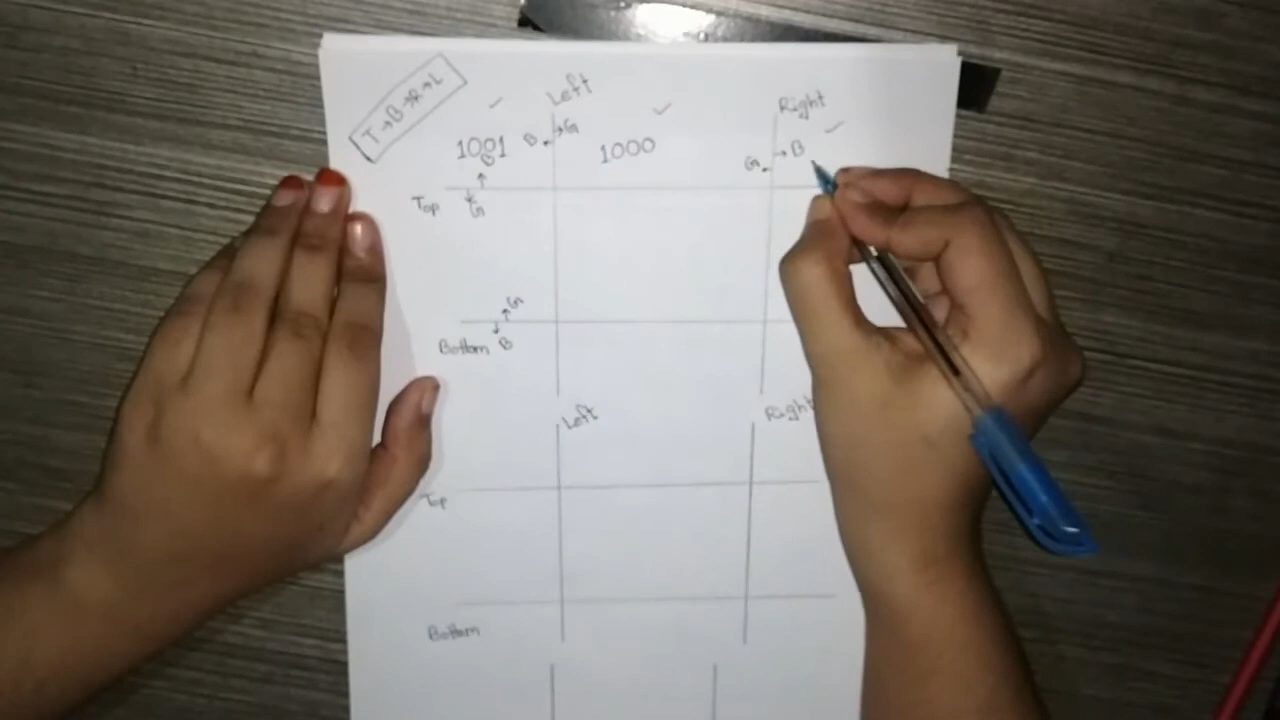 T→B→R→L
Left
Right
1001
B
G
1000
G
→B
B
Top
G
G
Bottom
B
Left
Right
Top
Bottom